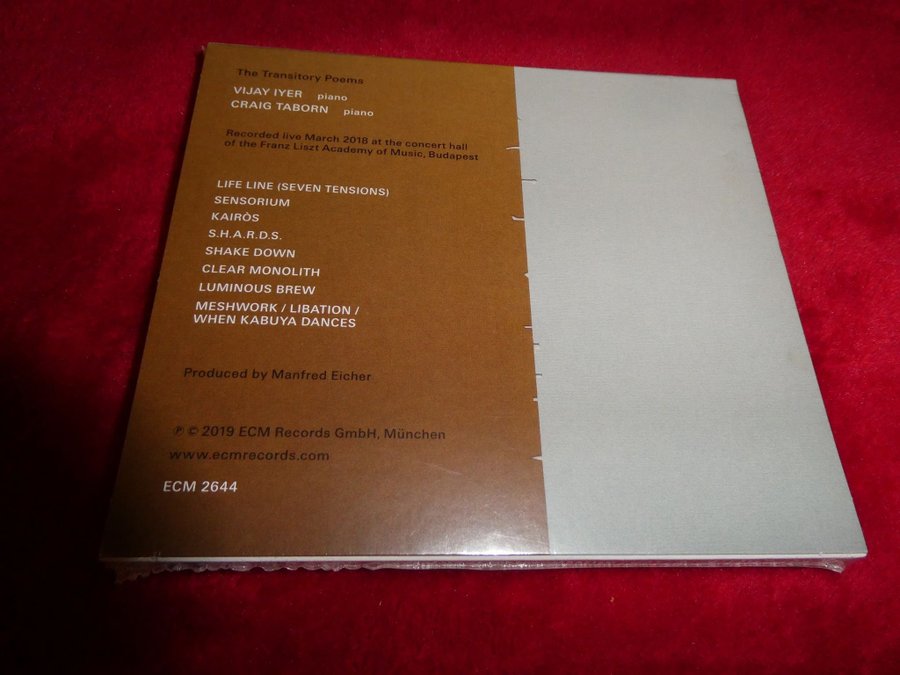 The Transitory Poems
VIJAY IYER piano
CRAIG TABORN piano
Recorded live March 2018 at the concert hall
of the Franz Liszt Academy of Music, Budapest
LIFE LINE (SEVEN TENSIONS)
SENSORIUM
KAIRÒS
S.H.A.R.D.S.
SHAKE DOWN
CLEAR MONOLITH
LUMINOUS BREW
MESHWORK / LIBATION /
WHEN KABUYA DANCES
Produced by Manfred Eicher
℗ © 2019 ECM Records GmbH, München
www.ecmrecords.com
ECM 2644